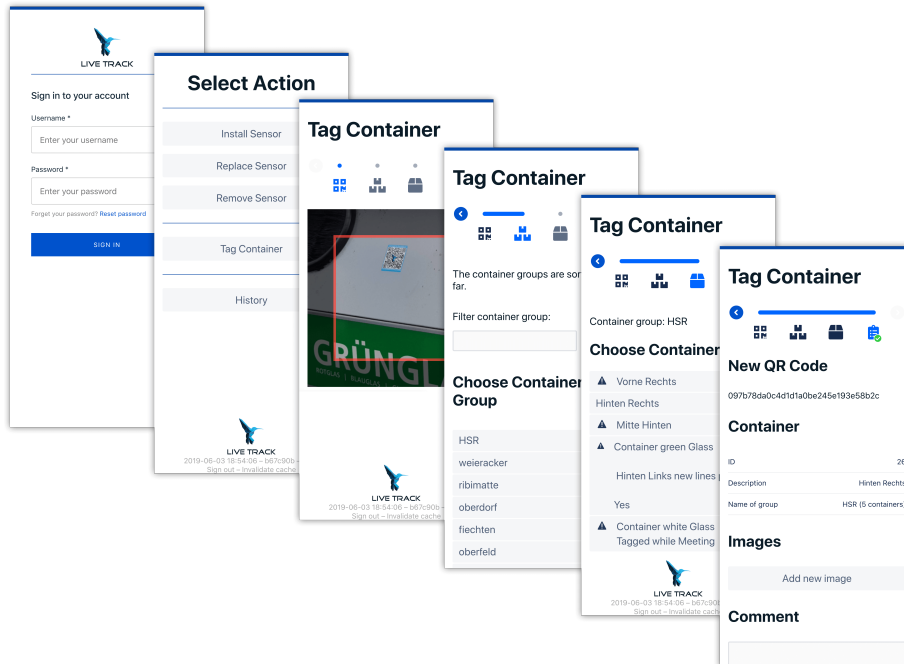 LIVE TRACK
Sign in to your account
Username *
Enter your username
Password *
Enter your password
Forget your password? Reset password
SIGN IN
Select Action
Install Sensor
Replace Sensor
Remove Sensor
Tag Container
History
LIVE TRACK
2019-06-03 18:54:06 – b67c90b –
Sign out – Invalidate cache
Tag Container
GRÜNGL
ROTGLAS | BLAUGLAS |
LIVE TRACK
2019-06-03 18:54:06 – b67c90b –
Sign out – Invalidate cache
Tag Container
The container groups are sor
far.
Filter container group:
Choose Container
Group
HSR
weieracker
ribimatte
oberdorf
fiechten
oberfeld
Tag Container
Container group: HSR
Choose Container
Vorne Rechts
Hinten Rechts
Mitte Hinten
Container green Glass
Hinten Links new lines
Yes
Container white Glass
Tagged while Meeting
LIVE TRACK
2019-06-03 18:54:06 – b67c90b
Sign out – Invalidate cach
Tag Container
New QR Code
097b78da0c4d1d1a0be245e193e58b2c
Container
ID 26
Description Hinten Rechts
Name of group HSR (5 containers)
Images
Add new image
Comment